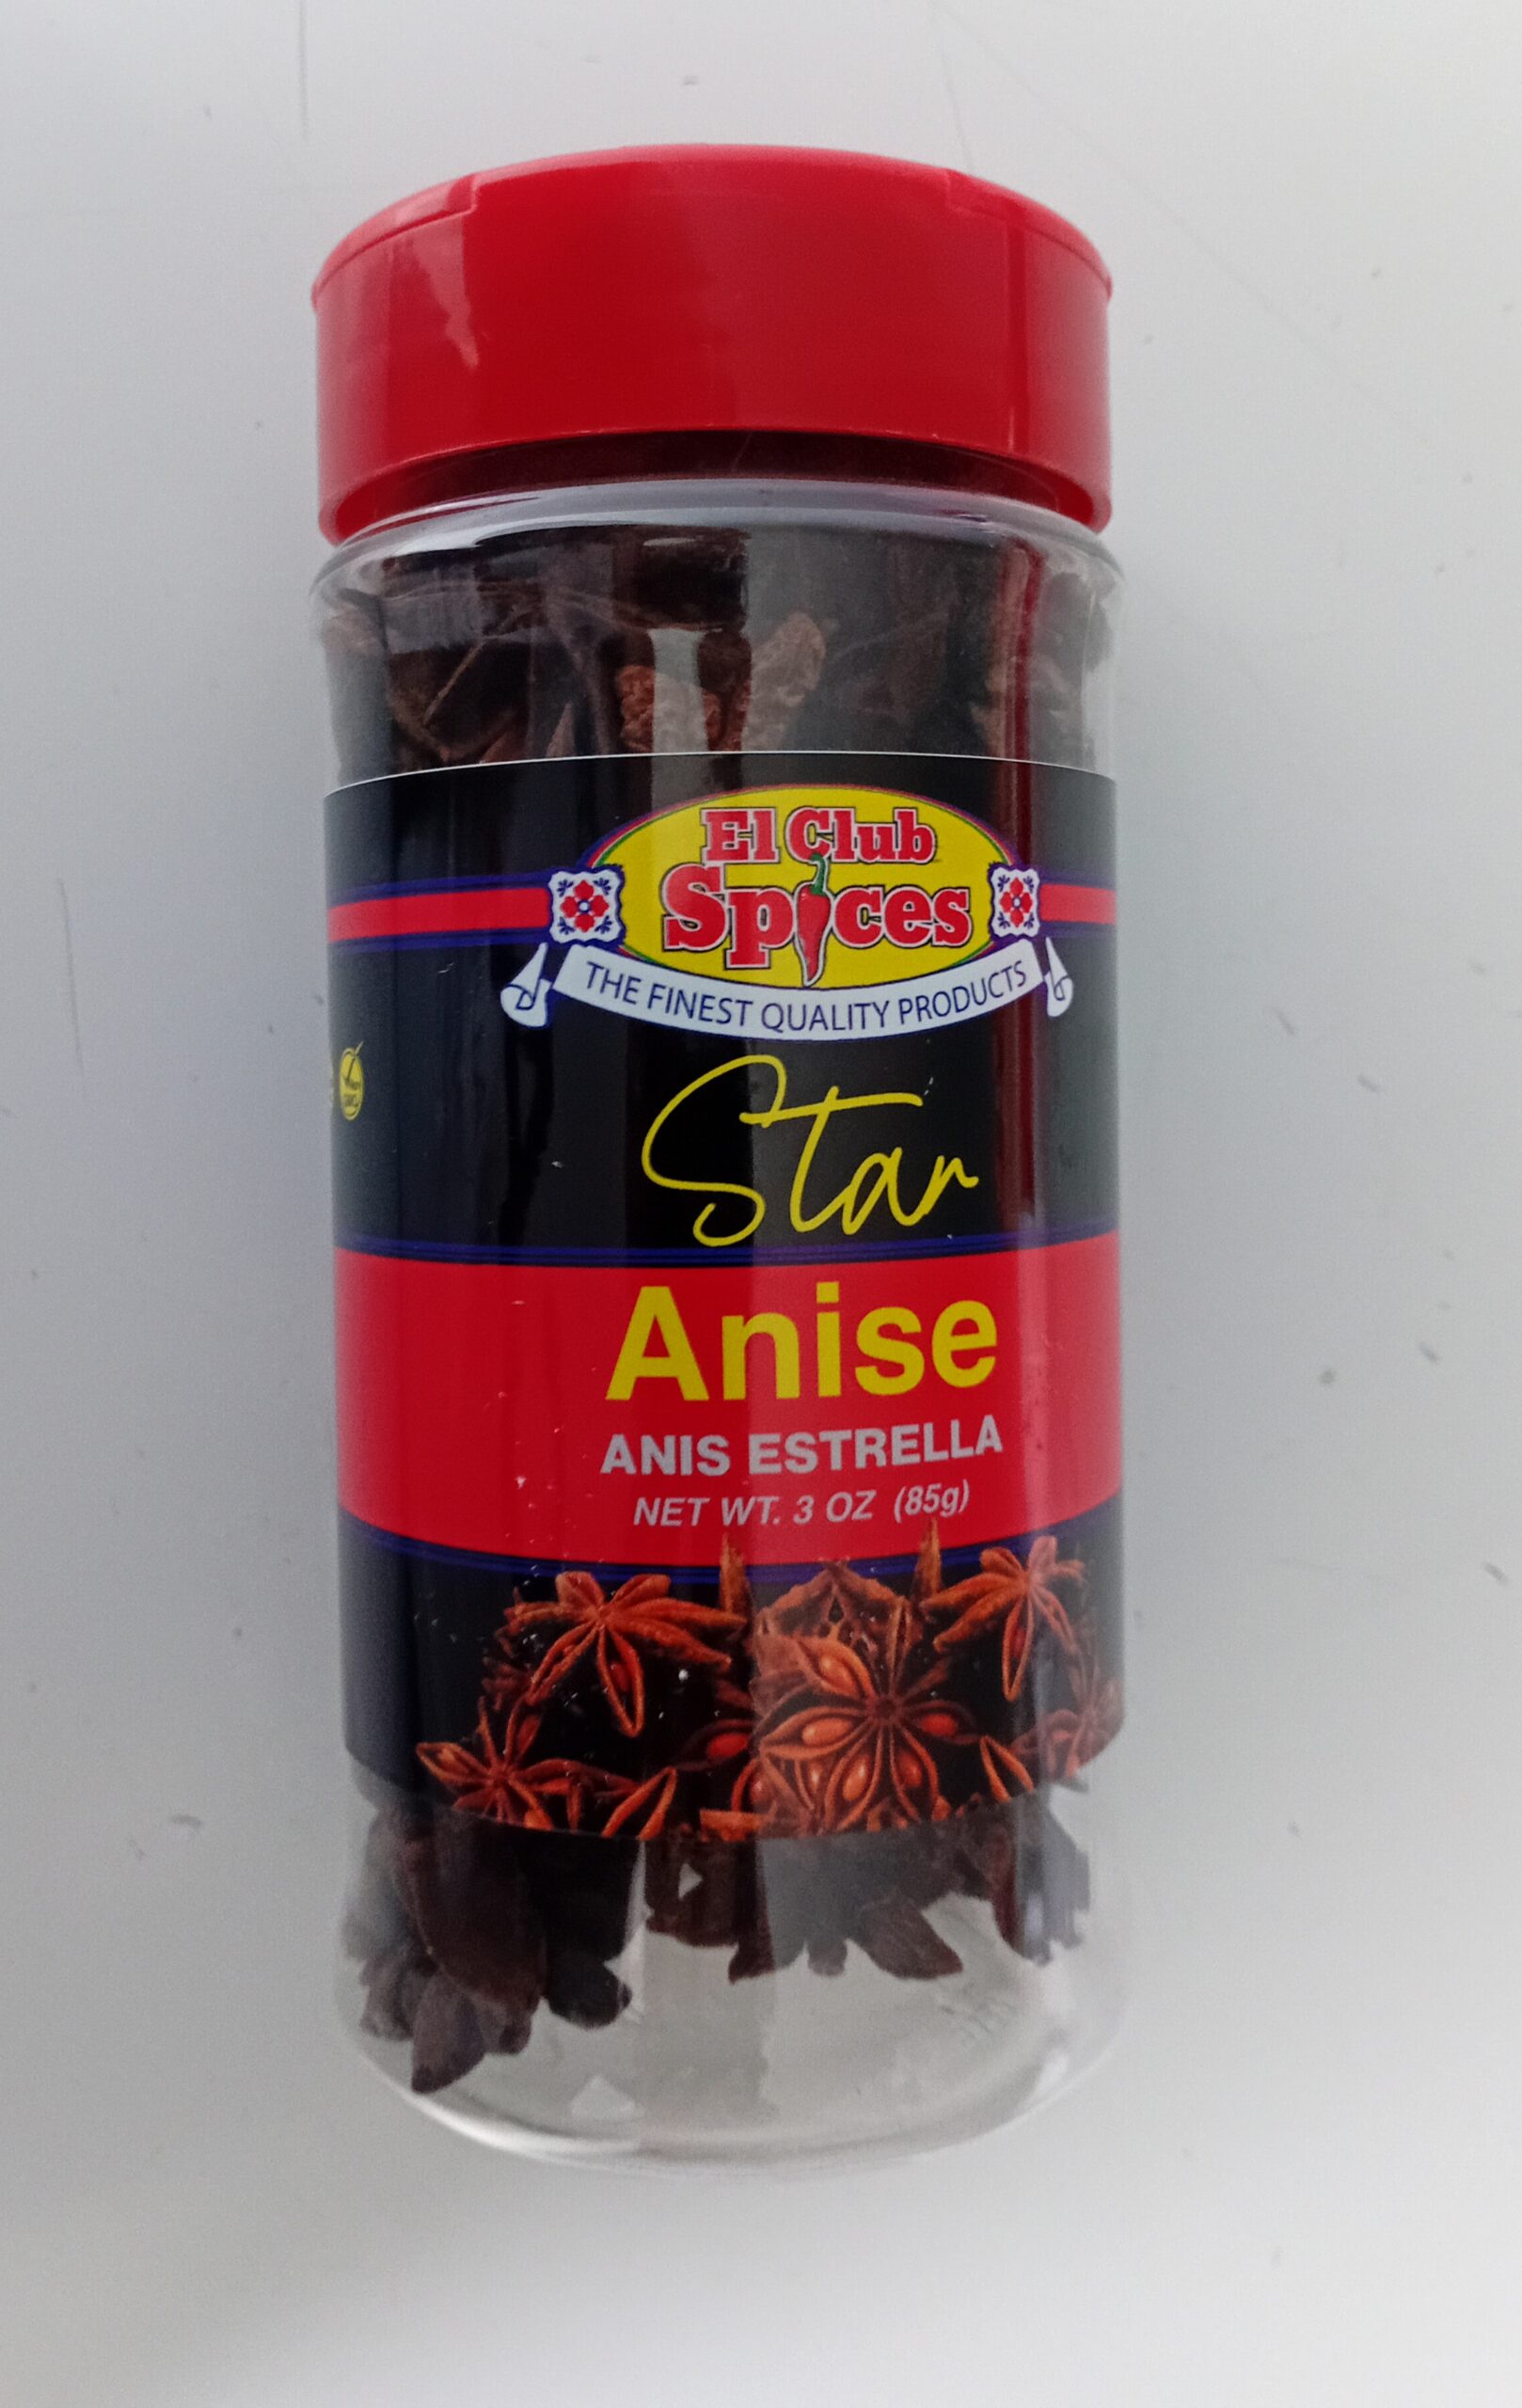 El Club
Spices
THE FINEST QUALITY PRODUCTS
Star
Anise
ANIS ESTRELLA
NET WT. 3 OZ (85g)